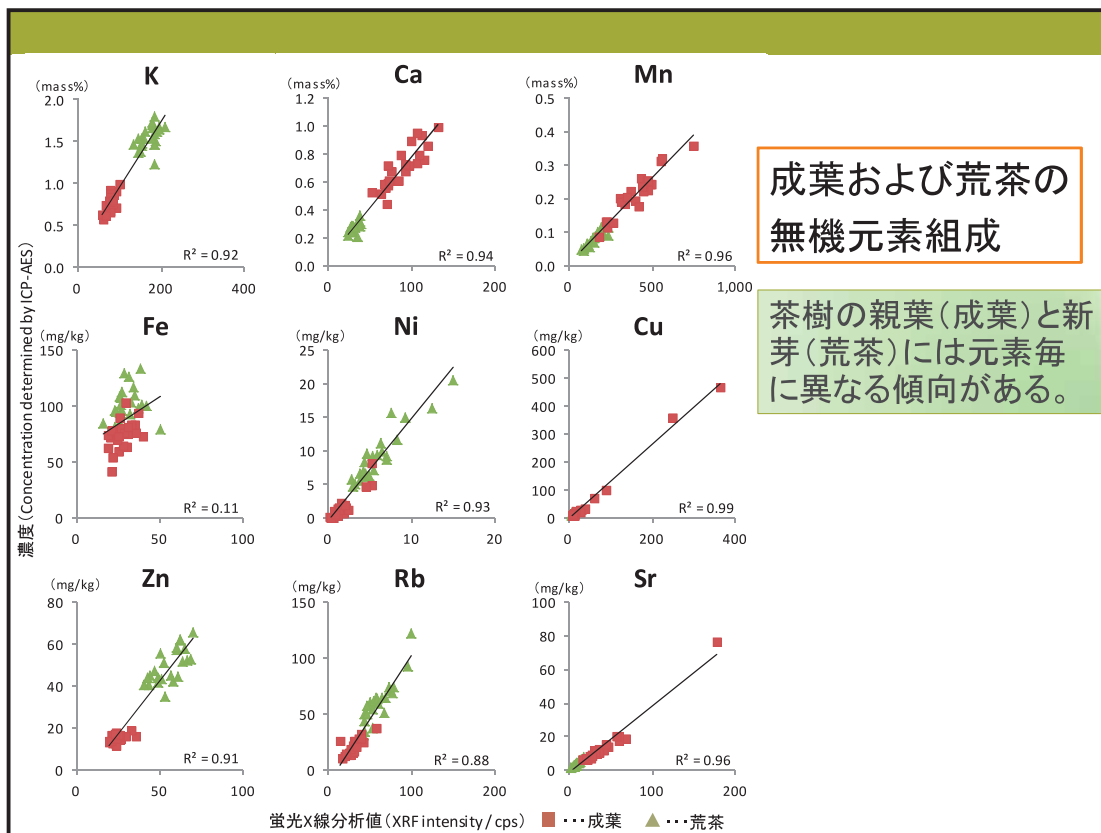 K
(mass%)
2.0
1.5
1.0
0.5
0.0
R² = 0.92
0
200
400
Ca
(mass%)
1.2
1.0
0.8
0.6
0.4
0.2
0.0
R² = 0.94
0
100
200
Mn
(mass%)
0.5
0.4
0.3
0.2
0.1
0.0
R² = 0.96
0
500
1,000
Fe
(mg/kg)
150
100
50
0
R² = 0.11
0
50
100
Ni
(mg/kg)
25
20
15
10
5
0
R² = 0.93
0
10
20
Cu
(mg/kg)
600
500
400
300
200
100
0
R² = 0.99
0
200
400
Zn
(mg/kg)
80
60
40
20
0
R² = 0.91
0
50
100
Rb
(mg/kg)
150
100
50
0
R² = 0.88
0
100
200
Sr
(mg/kg)
100
80
60
40
20
0
R² = 0.96
0
100
200
濃度(Concentration determined by ICP-AES)
蛍光X線分析値(XRF intensity / cps) ･･･成葉 ･･･荒茶
成葉および荒茶の
無機元素組成
茶樹の親葉(成葉)と新
芽(荒茶)には元素毎
に異なる傾向がある。